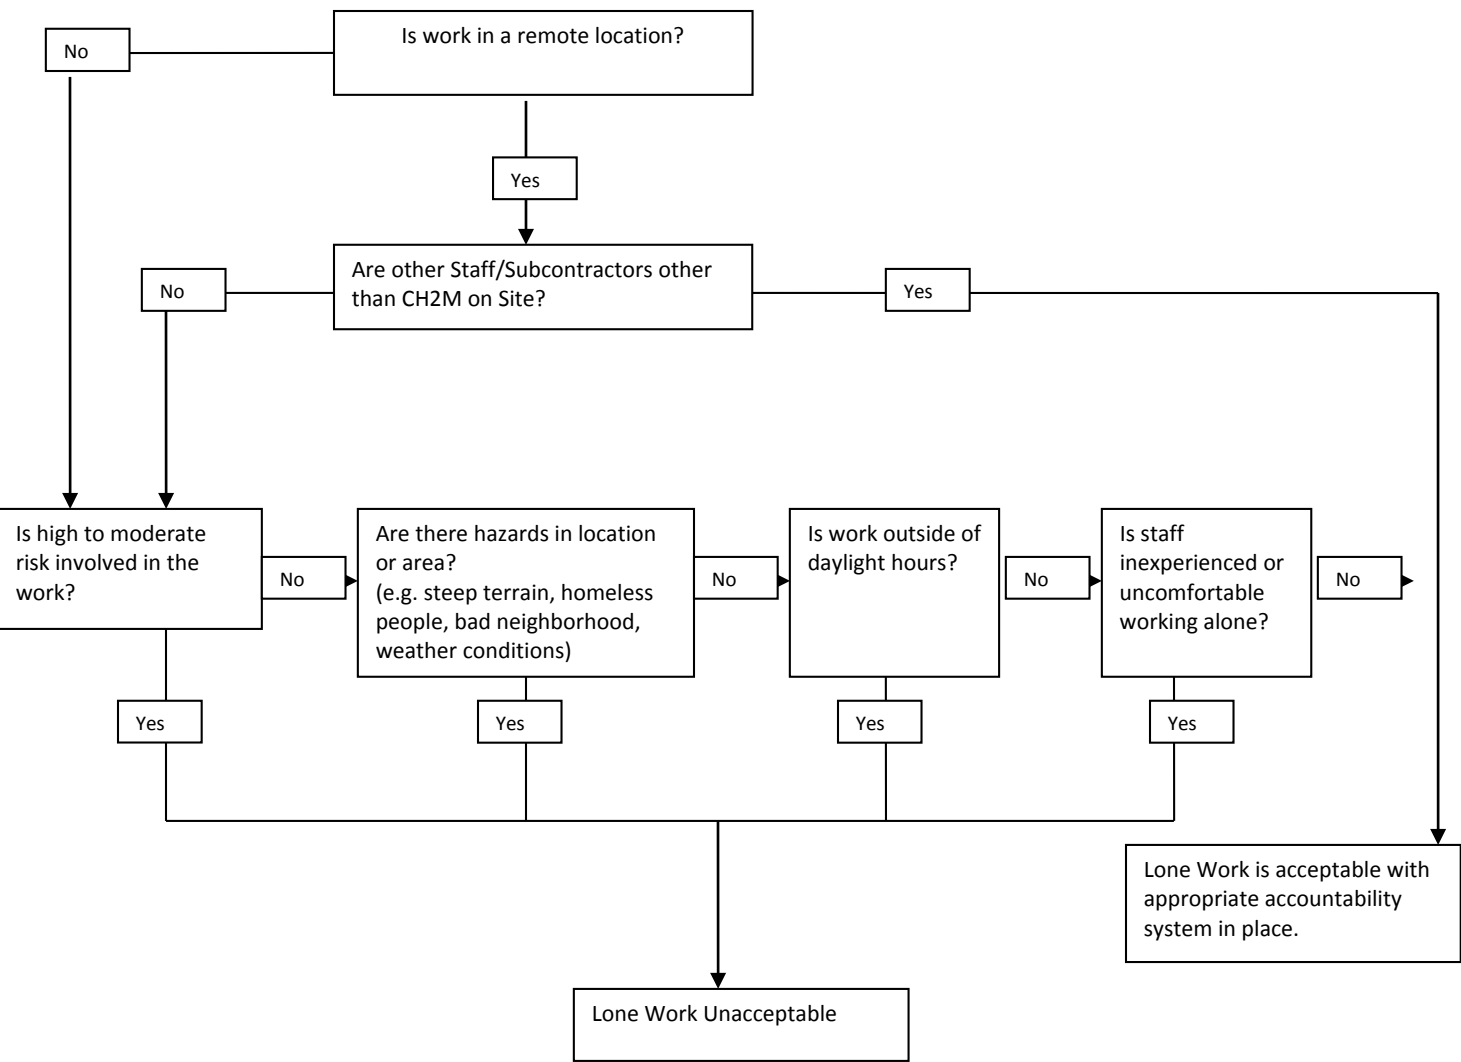 Is work in a remote location?
No
Yes
Are other Staff/Subcontractors other
than CH2M on Site?
No
Yes
Is high to moderate
risk involved in the
work?
No
Are there hazards in location
or area?
(e.g. steep terrain, homeless
people, bad neighborhood,
weather conditions)
No
Is work outside of
daylight hours?
No
Is staff
inexperienced or
uncomfortable
working alone?
No
Yes
Yes
Yes
Yes
Lone Work is acceptable with
appropriate accountability
system in place.
Lone Work Unacceptable